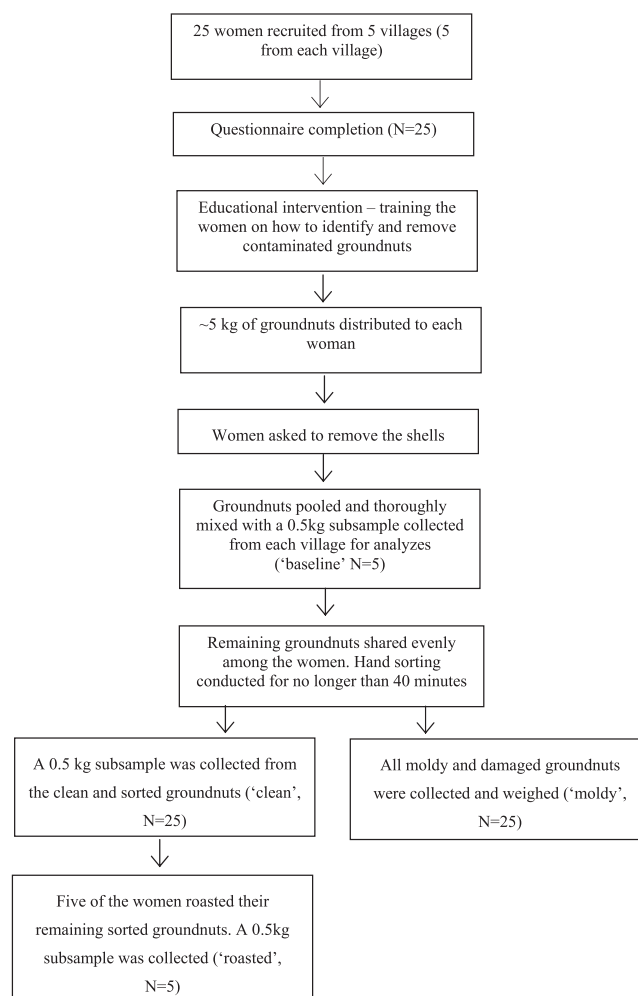 25 women recruited from 5 villages (5
from each village)
Questionnaire completion (N=25)
Educational intervention – training the
women on how to identify and remove
contaminated groundnuts
~5 kg of groundnuts distributed to each
woman
Women asked to remove the shells
Groundnuts pooled and thoroughly
mixed with a 0.5kg subsample collected
from each village for analyzes
(‘baseline’ N=5)
Remaining groundnuts shared evenly
among the women. Hand sorting
conducted for no longer than 40 minutes
A 0.5 kg subsample was collected from
the clean and sorted groundnuts (‘clean’,
N=25)
All moldy and damaged groundnuts
were collected and weighed (‘moldy’,
N=25)
Five of the women roasted their
remaining sorted groundnuts. A 0.5kg
subsample was collected (‘roasted’,
N=5)